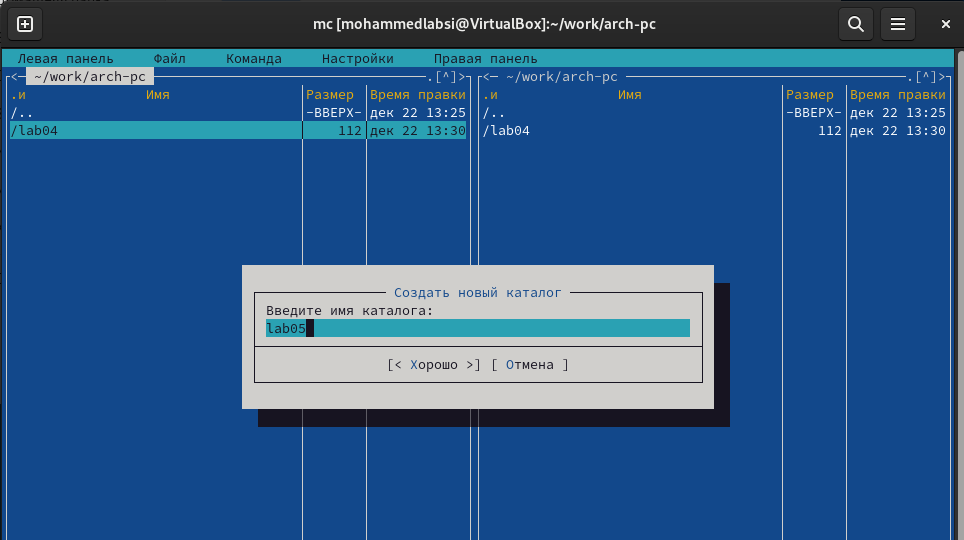 mc [mohammedlabsi@VirtualBox]:~/work/arch-pc
Левая панель Файл Команда Настройки Правая панель
<— ~/work/arch-pc .[^]> <— ~/work/arch-pc .[^]>
.и Имя Размер Время правки .и Имя Размер Время правки
/.. -ВВЕРХ- дек 22 13:25 /.. -ВВЕРХ- дек 22 13:25
/lab04 112 дек 22 13:30 /lab04 112 дек 22 13:30
Создать новый каталог
Введите имя каталога:
lab05
[< Хорошо >] [ Отмена ]